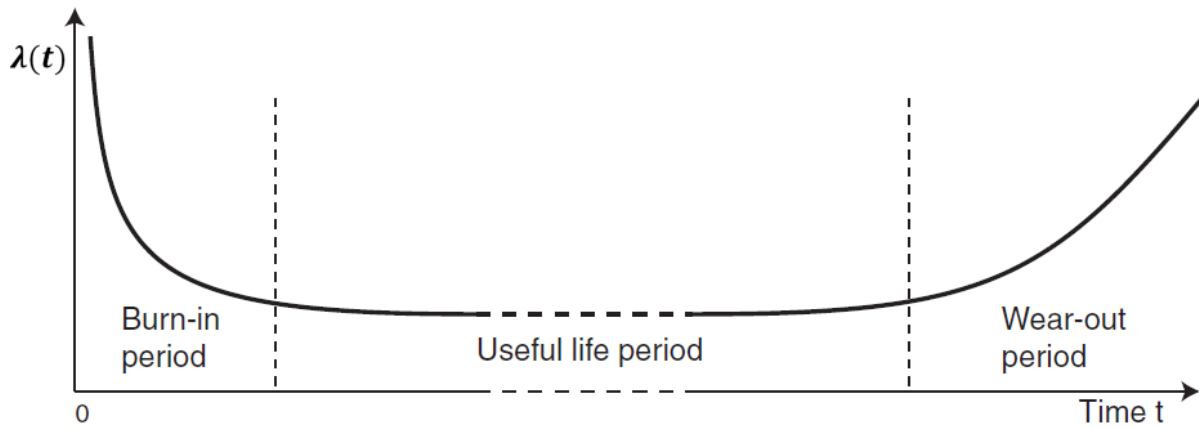 λ(t)
Burn-in
period
Useful life period
Wear-out
period
0
Time t